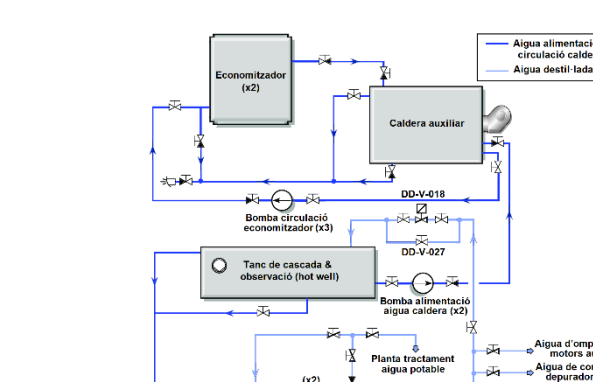 Aigua alimentació
circulació calde
Aigua destil·lada
Economitzador
(x2)
Caldera auxiliar
DD-V-018
Bomba circulació
economitzador (x3)
DD-V-027
Tanc de cascada &
observació (hot well)
Bomba alimentació
aigua caldera (x2)
Aigua d'omp
motors au
Planta tractament
aigua potable
Aigua de co
depurador
(x2)